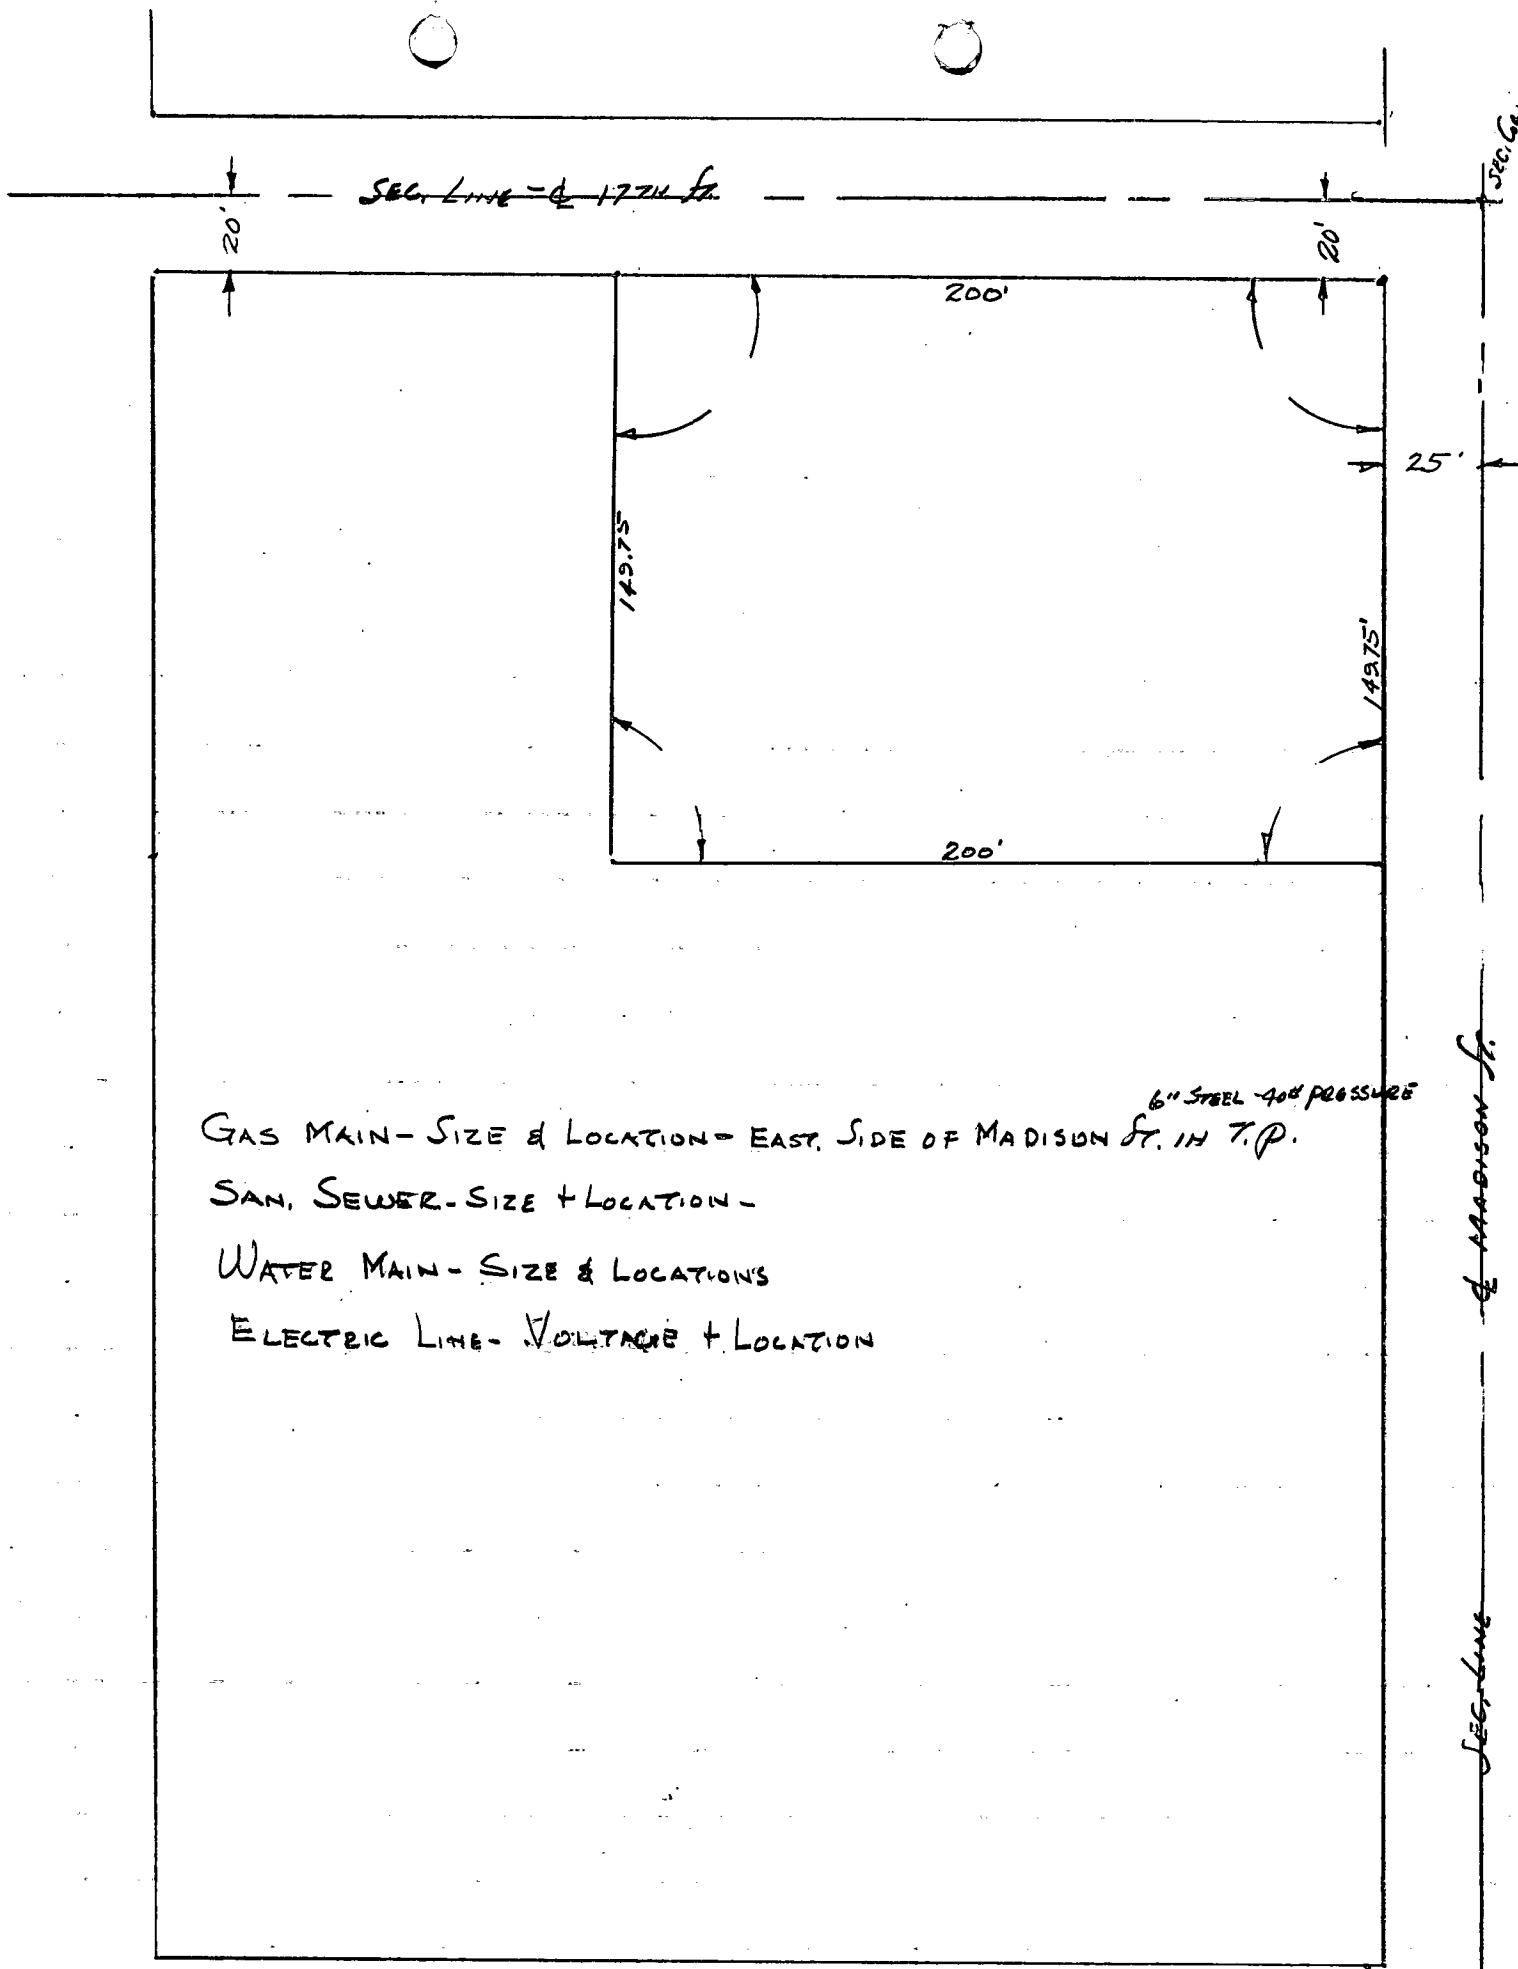 SEC. COR.
SEC. LINE - ℄ 17TH ST.
20'
20'
200'
25'
149.75
149.75'
200'
6" STEEL -40# PRESSURE
GAS MAIN - SIZE & LOCATION - EAST. SIDE OF MADISON ST. IN T.P.
SAN. SEWER - SIZE + LOCATION -
WATER MAIN - SIZE & LOCATIONS
ELECTRIC LINE - VOLTAGE + LOCATION
SEC. LINE ℄ MADISON ST.